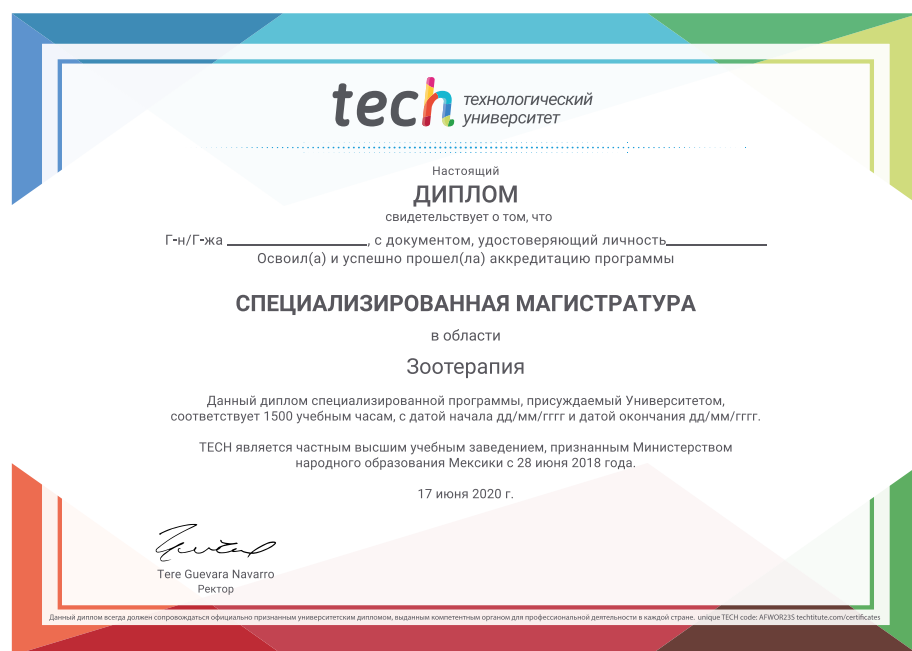 tech технологический
университет
Настоящий
ДИПЛОМ
свидетельствует о том, что
Г-н/Г-жа ____________, с документом, удостоверяющий личность____________
Освоил(а) и успешно прошел(ла) аккредитацию программы
СПЕЦИАЛИЗИРОВАННАЯ МАГИСТРАТУРА
в области
Зоотерапия
Данный диплом специализированной программы, присуждаемый Университетом,
соответствует 1500 учебным часам, с датой начала дд/мм/гггг и датой окончания дд/мм/гггг.
TECH является частным высшим учебным заведением, признанным Министерством
народного образования Мексики с 28 июня 2018 года.
17 июня 2020 г.
Tere Guevara Navarro
Ректор
Данный диплом всегда должен сопровождаться официально признанным университетским дипломом, выданным компетентным органом для профессиональной деятельности в каждой стране. unique TECH code: AFWOR23S techtitute.com/certificates